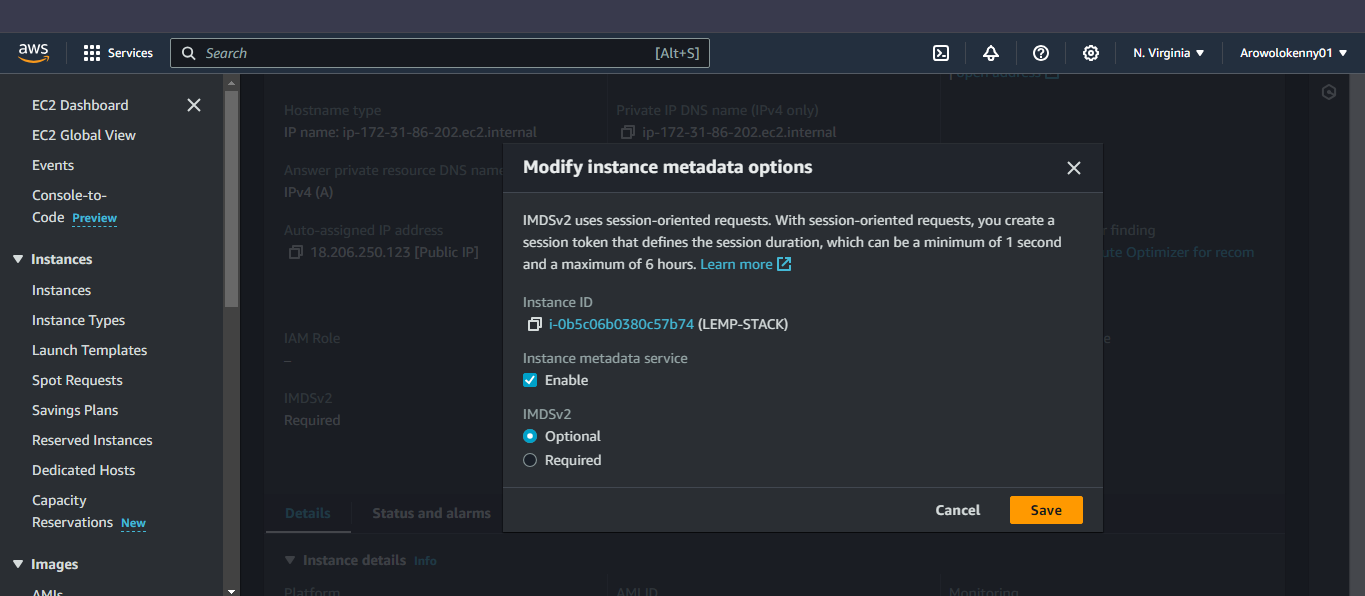 aws
Services
Search
[Alt+S]
N. Virginia
Arowolokenny01
EC2 Dashboard
EC2 Global View
Events
Console-to-
Code Preview
Instances
Instances
Instance Types
Launch Templates
Spot Requests
Savings Plans
Reserved Instances
Dedicated Hosts
Capacity
Reservations New
Images
AMIs
open address
Hostname type
IP name: ip-172-31-86-202.ec2.internal
Private IP DNS name (IPv4 only)
ip-172-31-86-202.ec2.internal
Answer private resource DNS name
IPv4 (A)
Auto-assigned IP address
18.206.250.123 [Public IP]
finding
Optimizer for recom
IAM Role
–
IMDSv2
Required
Modify instance metadata options
IMDSv2 uses session-oriented requests. With session-oriented requests, you create a
session token that defines the session duration, which can be a minimum of 1 second
and a maximum of 6 hours. Learn more
Instance ID
i-0b5c06b0380c57b74 (LEMP-STACK)
Instance metadata service
Enable
IMDSv2
Optional
Required
Cancel
Save
Details
Status and alarms
Instance details Info
Platform
AMI ID
Monitoring